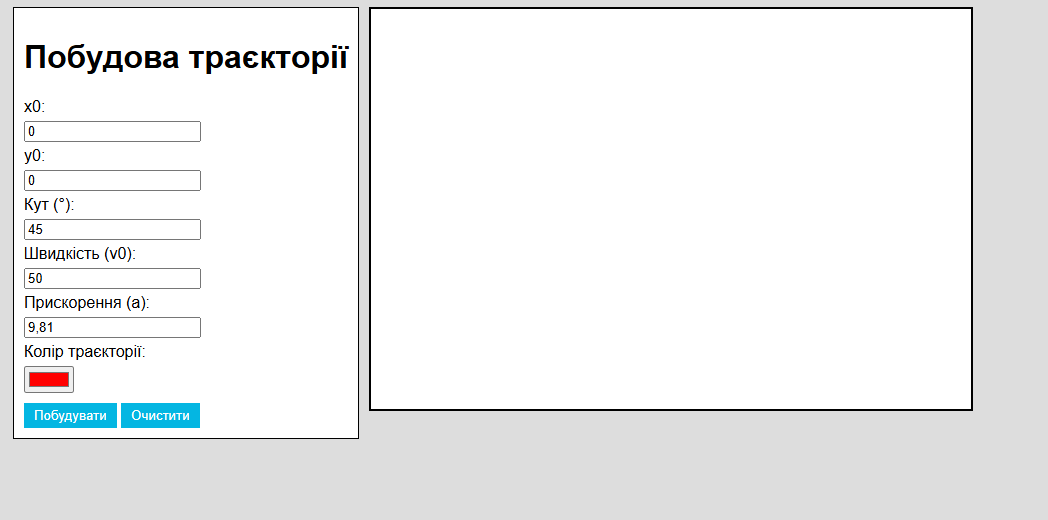 Побудова траєкторії
x0:
0
y0:
0
Кут (°):
45
Швидкість (v0):
50
Прискорення (a):
9,81
Колір траєкторії:
Побудувати Очистити